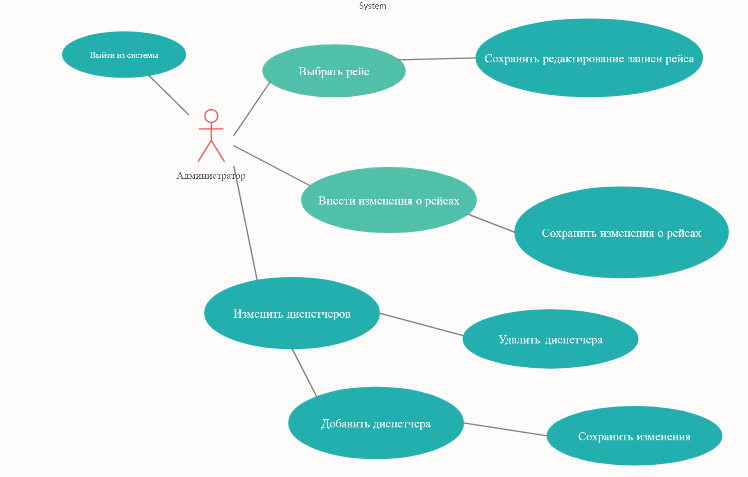 System
Выйти из системы
Выбрать рейс
Сохранить редактирование записи рейса
Администратор
Внести изменения о рейсах
Сохранить изменения о рейсах
Изменить диспетчеров
Удалить диспетчера
Добавить диспетчера
Сохранить изменения